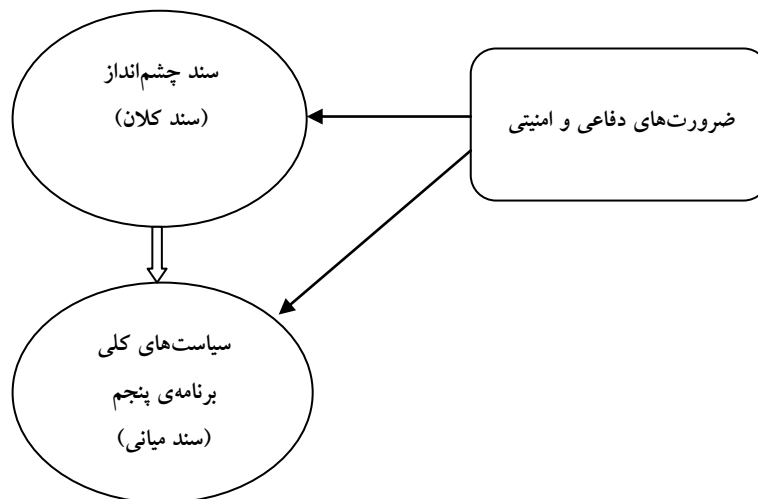 ضرورت‌های دفاعی و امنیتی
سند چشم‌انداز
(سند کلان)
سیاست‌های کلی
برنامه‌ی پنجم
(سند میانی)